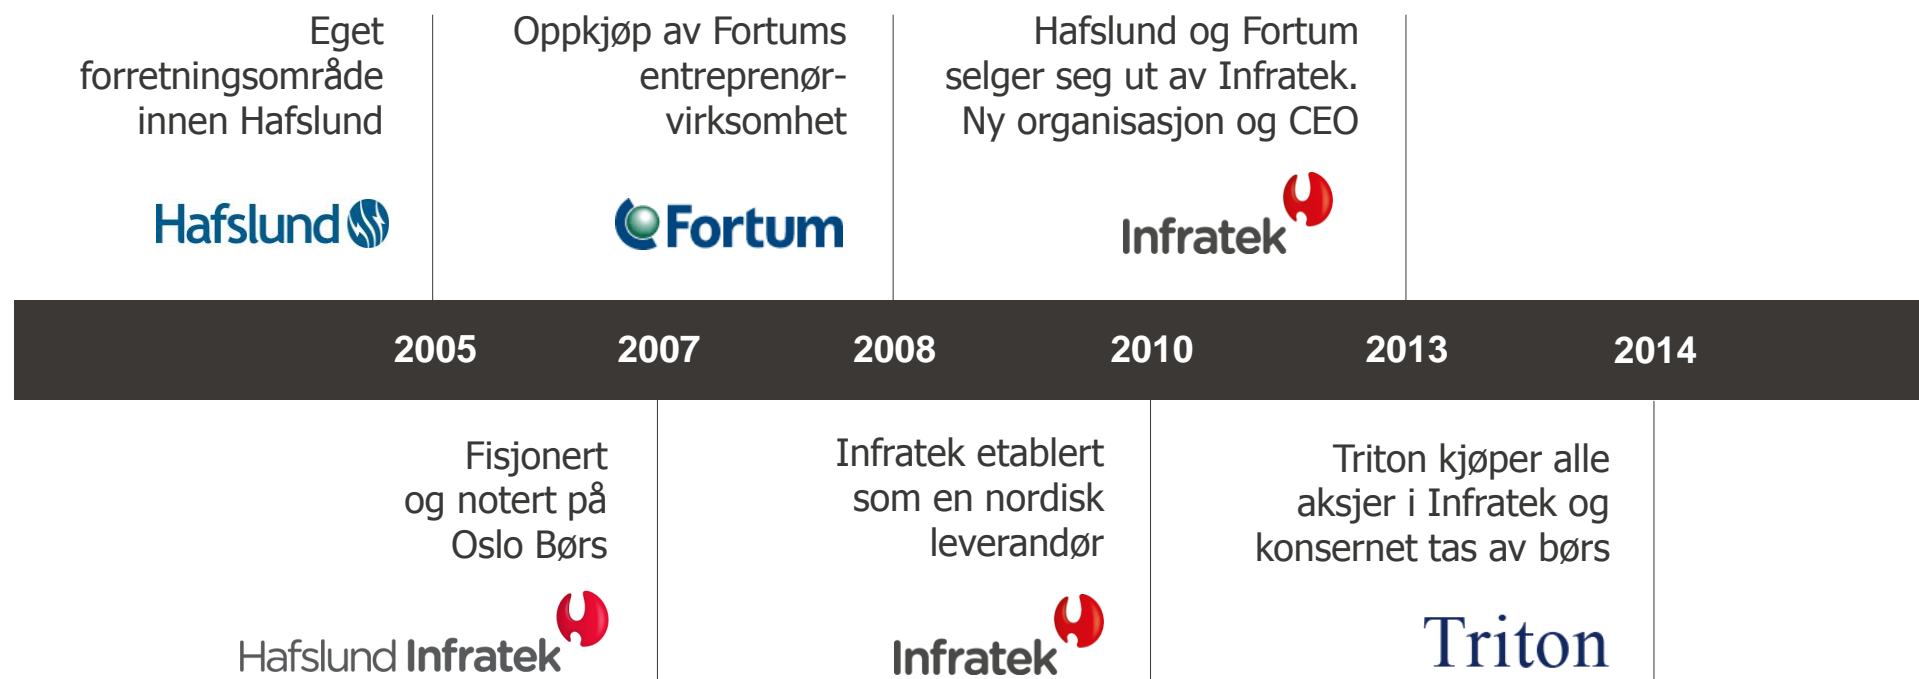 Eget
forretningsområde
innen Hafslund
Hafslund
Oppkjøp av Fortums
entreprenør-
virksomhet
Fortum
Hafslund og Fortum
selger seg ut av Infratek.
Ny organisasjon og CEO
Infratek
2005 2007 2008 2010 2013 2014
Fisjonert
og notert på
Oslo Børs
Hafslund Infratek
Infratek etablert
som en nordisk
leverandør
Infratek
Triton kjøper alle
aksjer i Infratek og
konsernet tas av børs
Triton